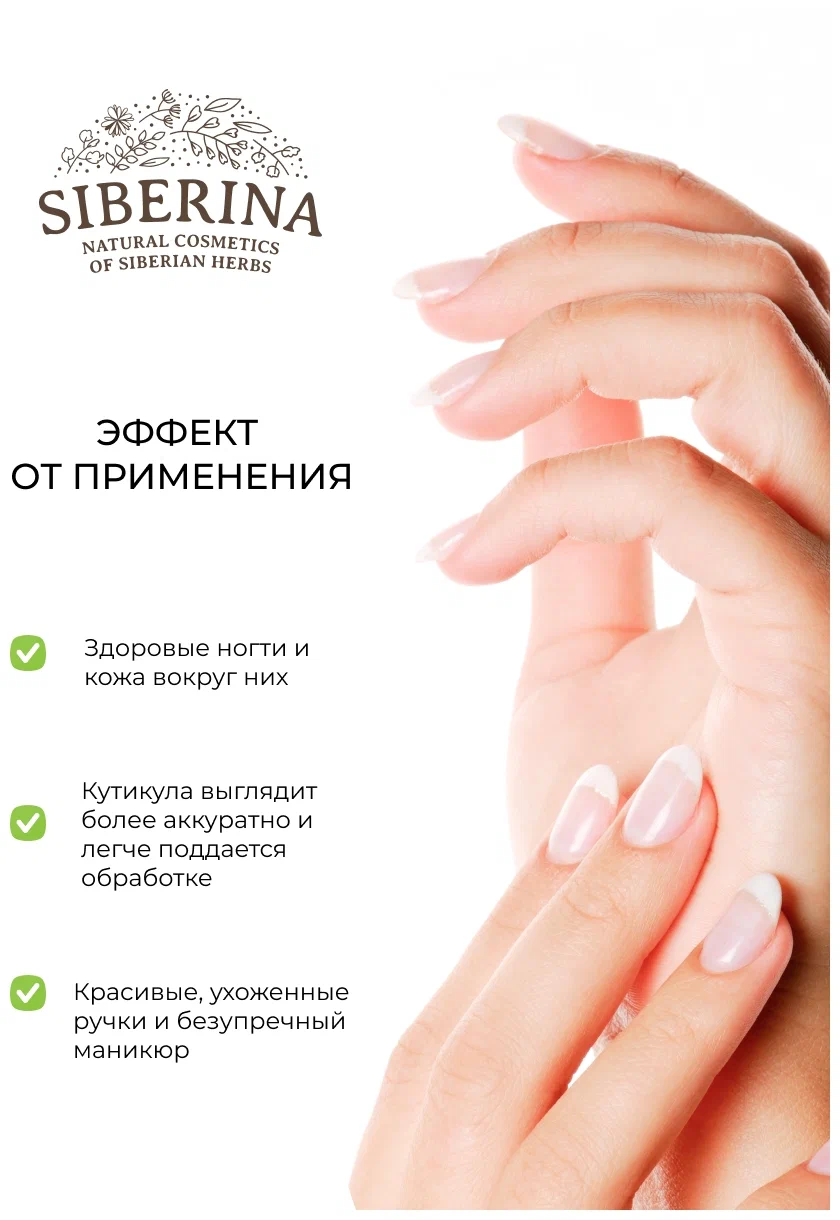 SIBERINA
NATURAL COSMETICS
OF SIBERIAN HERBS
ЭФФЕКТ
ОТ ПРИМЕНЕНИЯ
Здоровые ногти и
кожа вокруг них
Кутикула выглядит
более аккуратно и
легче поддается
обработке
Красивые, ухоженные
ручки и безупречный
маникюр